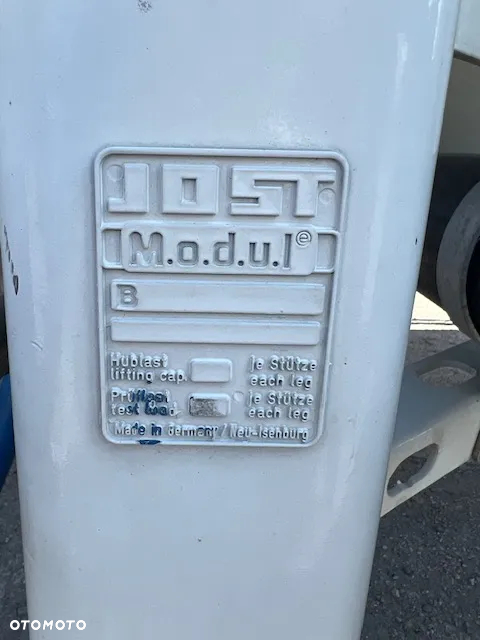 JOST
M.o.d.u.l e
B
Hublast je Stütze
lifting cap. each leg
Prüflast je Stütze
test load each leg
Made in Germany / Neu-Isenburg
OTOMOTO